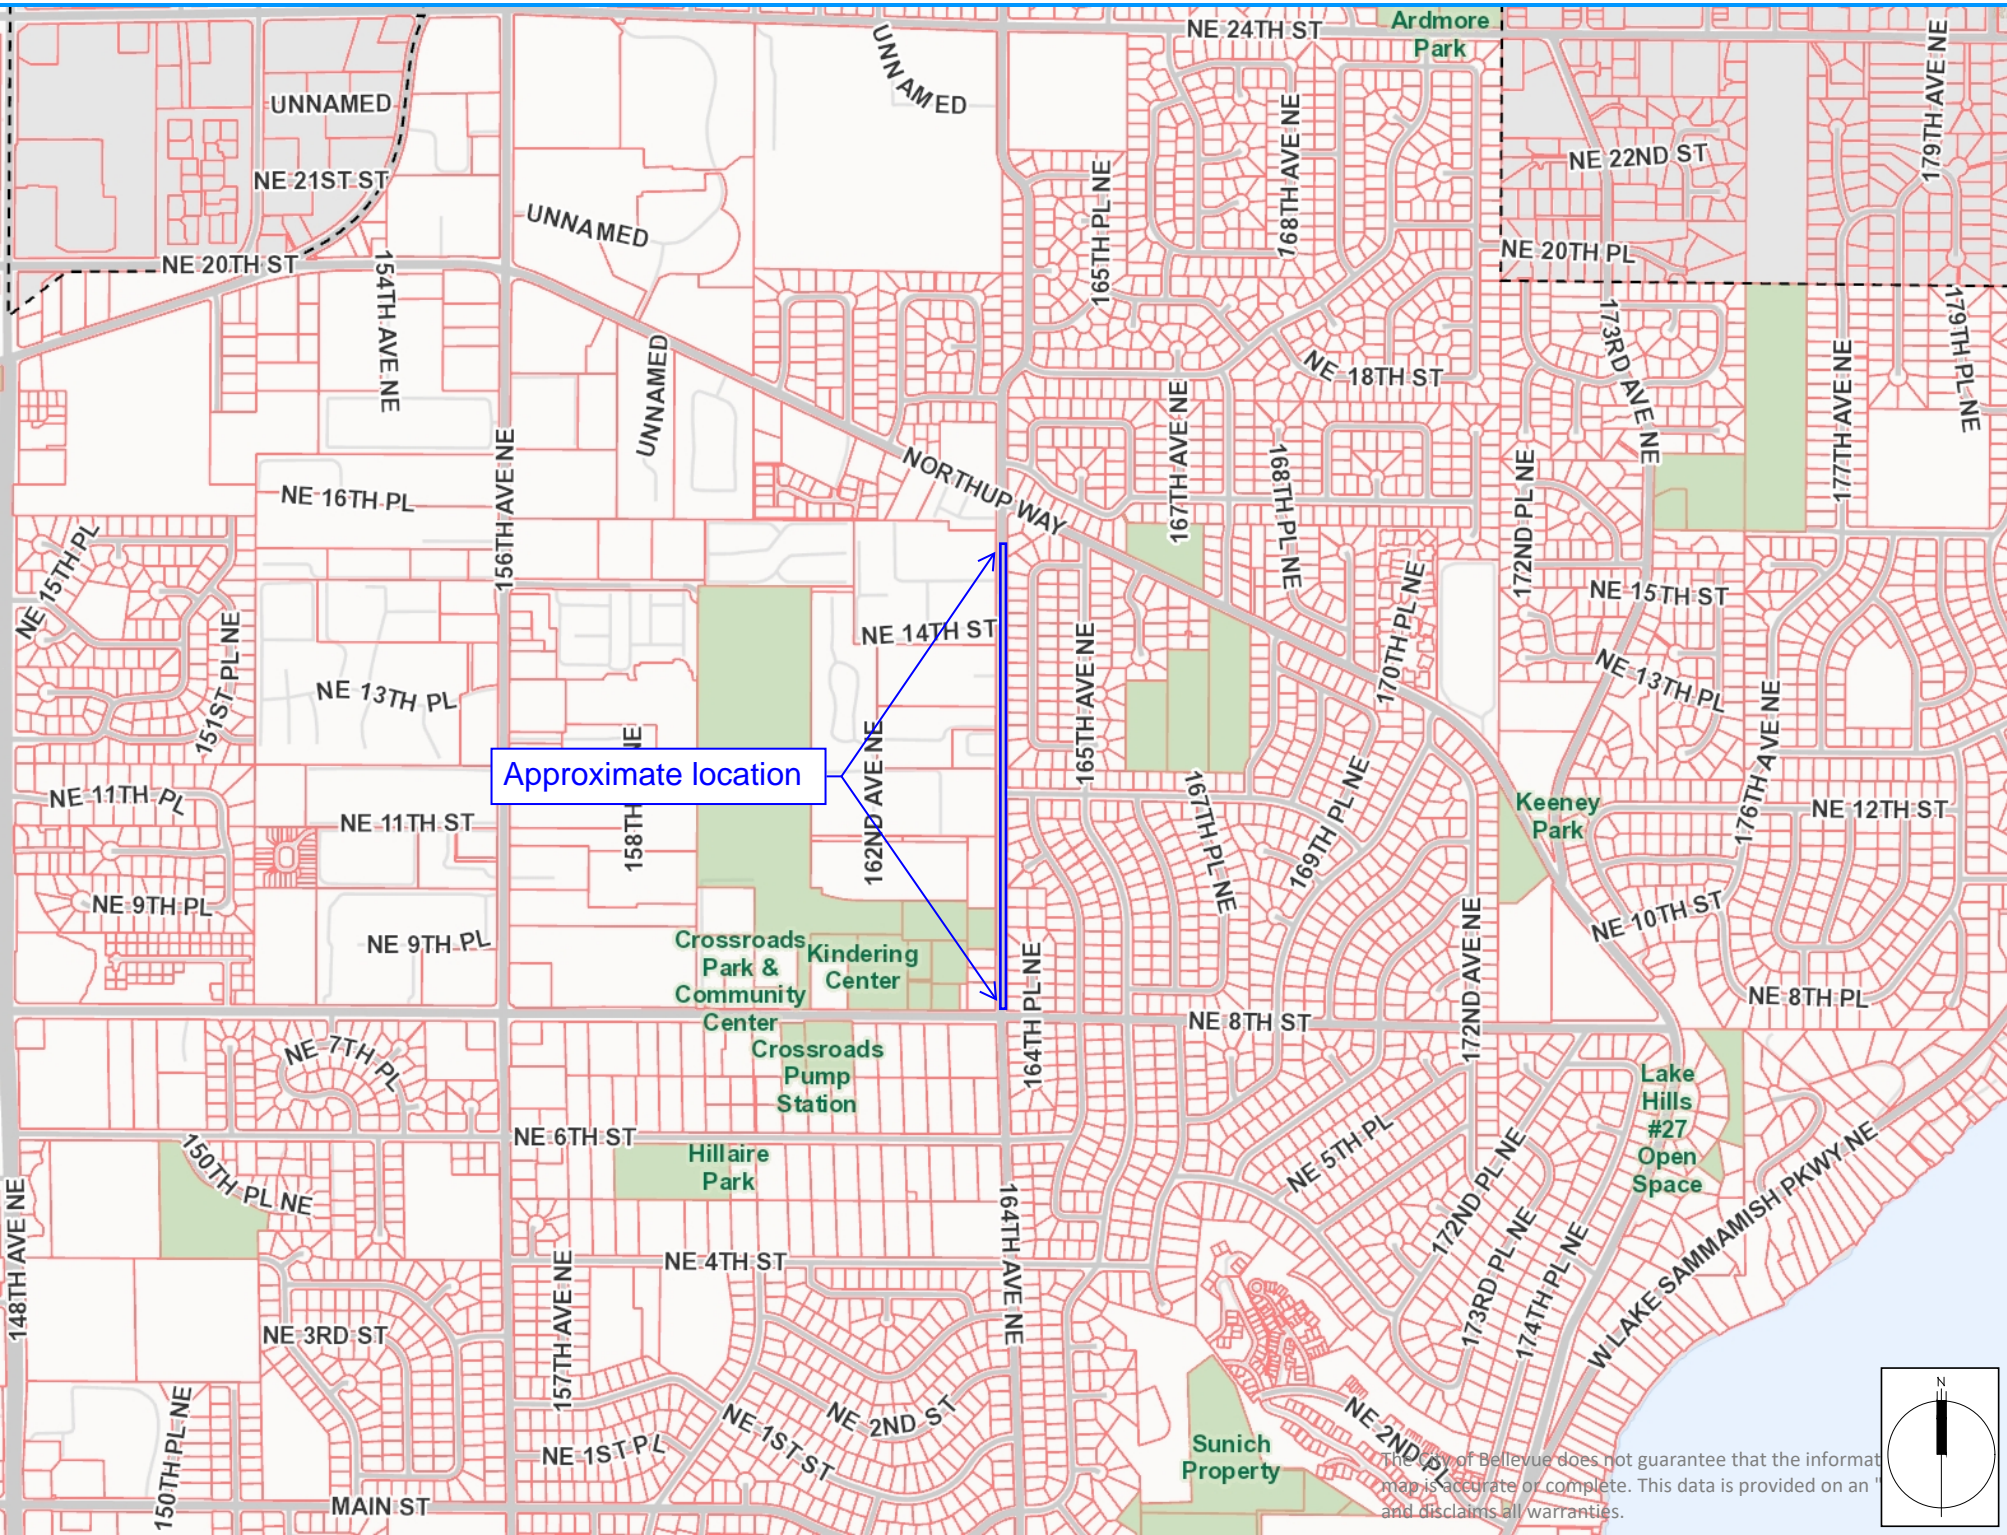 Ardmore
Park
NE 24TH ST
UNNAMED
UNNAMED
179TH AVE NE
168TH AVE NE
NE 22ND ST
NE 21ST ST
165TH PL NE
UNNAMED
NE 20TH PL
NE 20TH ST
154TH AVE NE
179TH PL NE
173RD AVE NE
UNNAMED
NE 18TH ST
177TH AVE NE
167TH AVE NE
156TH AVE NE
NORTHUP WAY
168TH PL NE
172ND PL NE
NE 16TH PL
NE 15TH PL
170TH PL NE
NE 15TH ST
151ST PL NE
NE 14TH ST
165TH AVE NE
NE 13TH PL
NE 13TH PL
176TH AVE NE
162ND AVE NE
158TH NE
Approximate location
167TH PL NE
169TH PL NE
NE 11TH PL
NE 11TH ST
Keeney
Park
NE 12TH ST
NE 9TH PL
172ND AVE NE
NE 10TH ST
NE 9TH PL
Crossroads
Park &
Community
Center
Kindering
Center
164TH PL NE
NE 8TH PL
NE 8TH ST
NE 7TH PL
Crossroads
Pump
Station
Lake
Hills
#27
Open
Space
NE 6TH ST
NE 5TH PL
150TH PL NE
Hillaire
Park
172ND PL NE
W LAKE SAMMAMISH PKWY NE
148TH AVE NE
164TH AVE NE
173RD PL NE
174TH PL NE
NE 4TH ST
157TH AVE NE
NE 3RD ST
150TH PL NE
NE 2ND ST
NE 1ST ST
NE 1ST PL
NE 2ND PL
Sunich
Property
MAIN ST
The City of Bellevue does not guarantee that the informat
map is accurate or complete. This data is provided on an "
and disclaims all warranties.
N